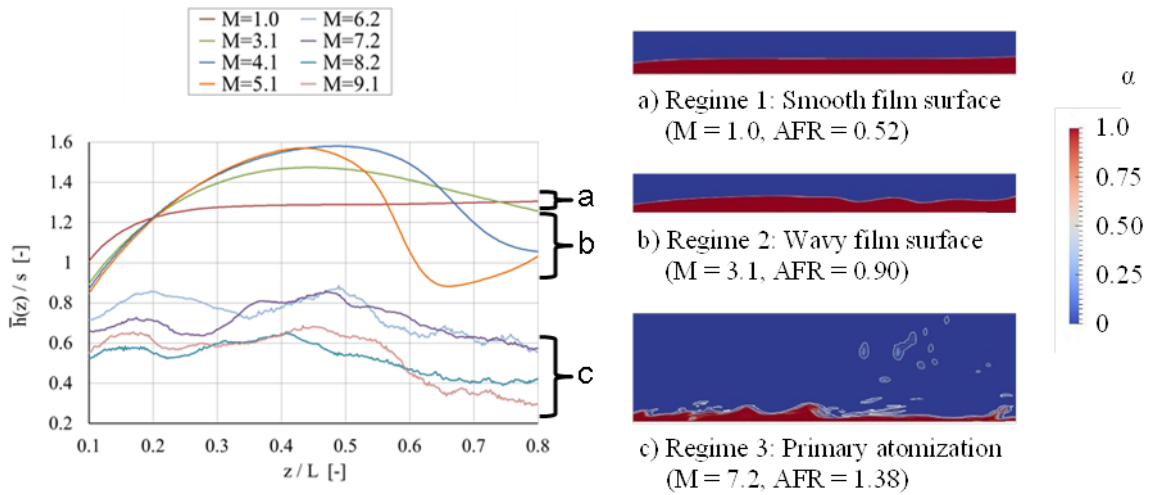 M=1.0 M=6.2
M=3.1 M=7.2
M=4.1 M=8.2
M=5.1 M=9.1
h̅(z) / s [-]
1.6
1.4
1.2
1
0.8
0.6
0.4
0.2
0.1 0.2 0.3 0.4 0.5 0.6 0.7 0.8
z / L [-]
a
b
c
a) Regime 1: Smooth film surface
(M = 1.0, AFR = 0.52)
b) Regime 2: Wavy film surface
(M = 3.1, AFR = 0.90)
c) Regime 3: Primary atomization
(M = 7.2, AFR = 1.38)
α
1.0
0.75
0.50
0.25
0